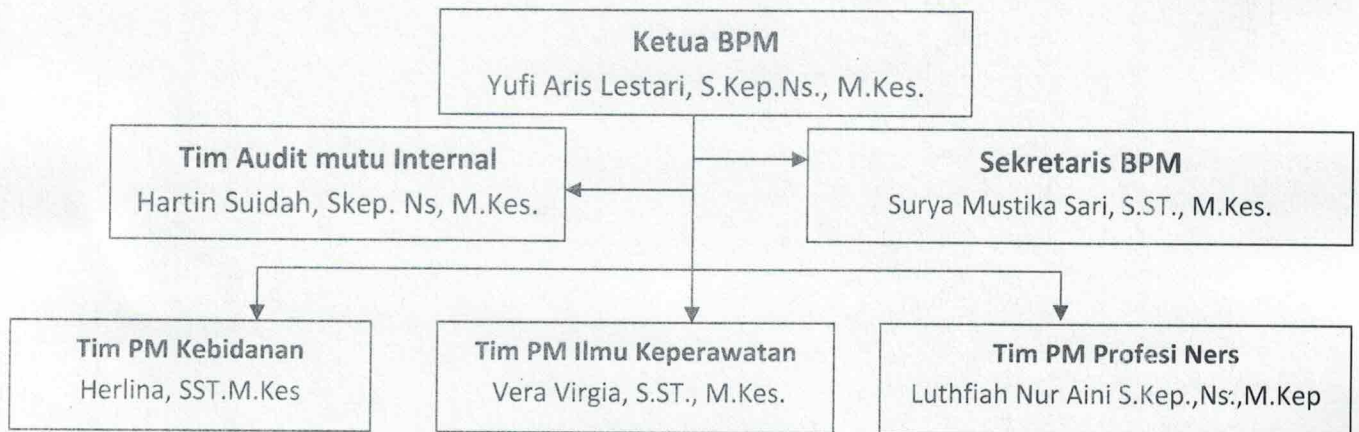 Ketua BPM
Yufi Aris Lestari, S.Kep.Ns., M.Kes.
Tim Audit mutu Internal
Hartin Suidah, Skep. Ns, M.Kes.
Sekretaris BPM
Surya Mustika Sari, S.ST., M.Kes.
Tim PM Kebidanan
Herlina, SST.M.Kes
Tim PM Ilmu Keperawatan
Vera Virgia, S.ST., M.Kes.
Tim PM Profesi Ners
Luthfiah Nur Aini S.Kep.,Ns.,M.Kep